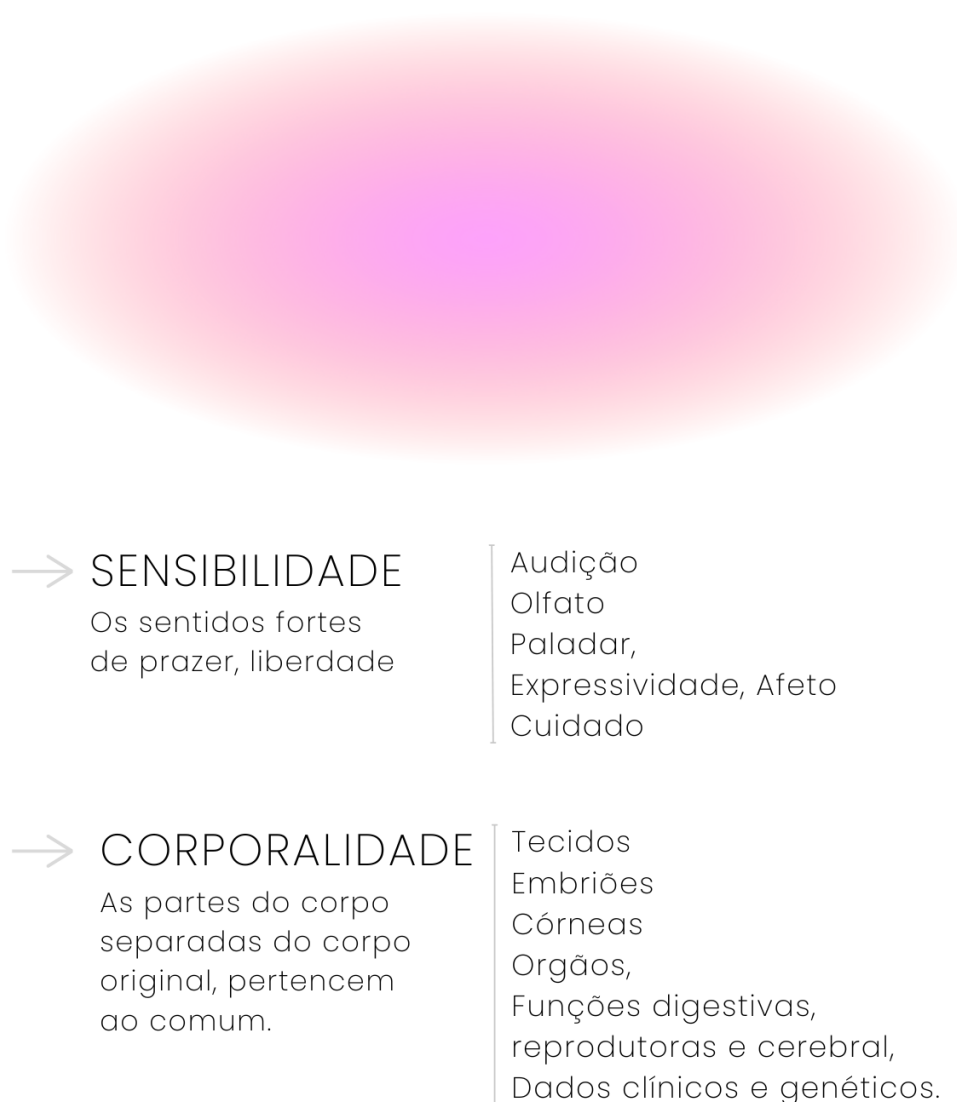 SENSIBILIDADE
Os sentidos fortes
de prazer, liberdade
Audição
Olfato
Paladar,
Expressividade, Afeto
Cuidado
CORPORALIDADE
As partes do corpo
separadas do corpo
original, pertencem
ao comum.
Tecidos
Embriões
Córneas
Orgãos,
Funções digestivas,
reprodutoras e cerebral,
Dados clínicos e genéticos.